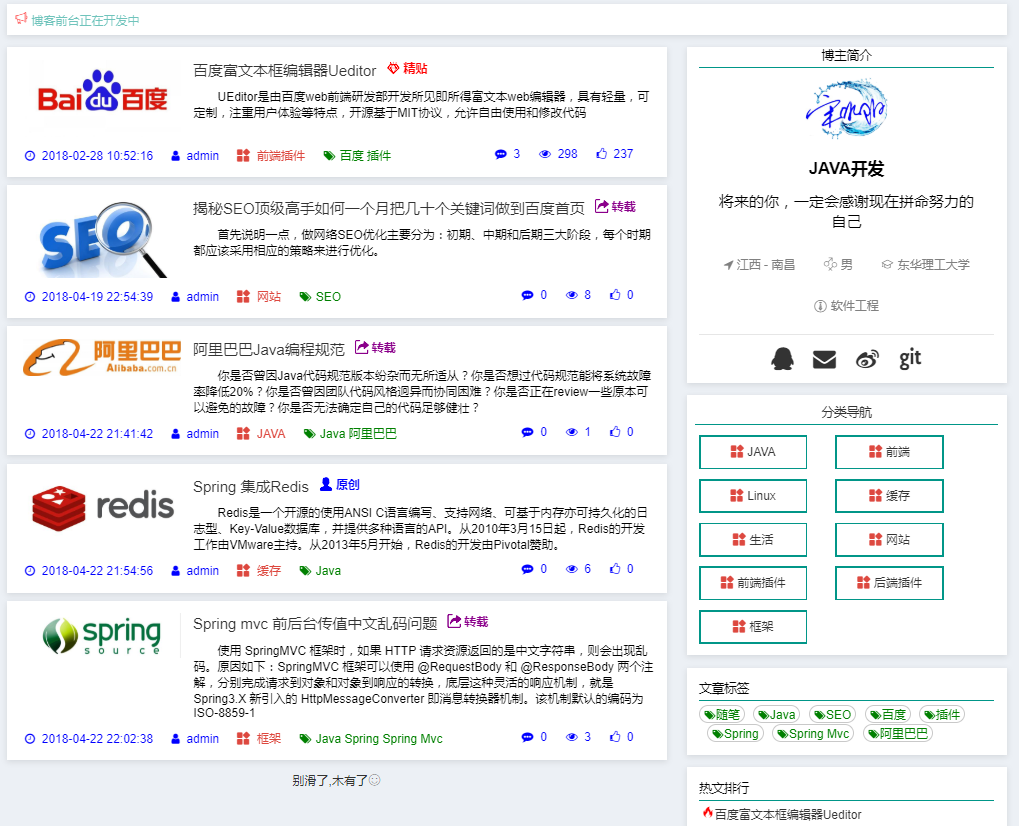 博客前台正在开发中
Bai du 百度
百度富文本框编辑器Ueditor 精贴
UEditor是由百度web前端研发部开发所见即所得富文本web编辑器，具有轻量，可
定制，注重用户体验等特点，开源基于MIT协议，允许自由使用和修改代码
2018-02-28 10:52:16 admin 前端插件 百度 插件 3 298 237
SEO
揭秘SEO顶级高手如何一个月把几十个关键词做到百度首页 转载
首先说明一点，做网络SEO优化主要分为：初期、中期和后期三大阶段，每个时期
都应该采用相应的策略来进行优化。
2018-04-19 22:54:39 admin 网站 SEO 0 8 0
阿里巴巴
Alibaba.com.cn
阿里巴巴Java编程规范 转载
你是否曾因Java代码规范版本纷杂而无所适从？你是否想过代码规范能将系统故障
率降低20%？你是否曾因团队代码风格迥异而协同困难？你是否正在review一些原本可
以避免的故障？你是否无法确定自己的代码足够健壮？
2018-04-22 21:41:42 admin JAVA Java 阿里巴巴 0 1 0
redis
Spring 集成Redis 原创
Redis是一个开源的使用ANSI C语言编写、支持网络、可基于内存亦可持久化的日
志型、Key-Value数据库，并提供多种语言的API。从2010年3月15日起，Redis的开发
工作由VMware主持。从2013年5月开始，Redis的开发由Pivotal赞助。
2018-04-22 21:54:56 admin 缓存 Java 0 6 0
spring
source
Spring mvc 前后台传值中文乱码问题 转载
使用 SpringMVC 框架时，如果 HTTP 请求资源返回的是中文字符串，则会出现乱
码。原因如下：SpringMVC 框架可以使用 @RequestBody 和 @ResponseBody 两个注
解，分别完成请求到对象和对象到响应的转换，底层这种灵活的响应机制，就是
Spring3.X 新引入的 HttpMessageConverter 即消息转换器机制。该机制默认的编码为
ISO-8859-1
2018-04-22 22:02:38 admin 框架 Java Spring Spring Mvc 0 3 0
别滑了,木有了
博主简介
JAVA开发
将来的你，一定会感谢现在拼命努力的
自己
江西 - 南昌 男 东华理工大学
软件工程
git
分类导航
JAVA 前端
Linux 缓存
生活 网站
前端插件 后端插件
框架
文章标签
随笔 Java SEO 百度 插件
Spring Spring Mvc 阿里巴巴
热文排行
百度富文本框编辑器Ueditor